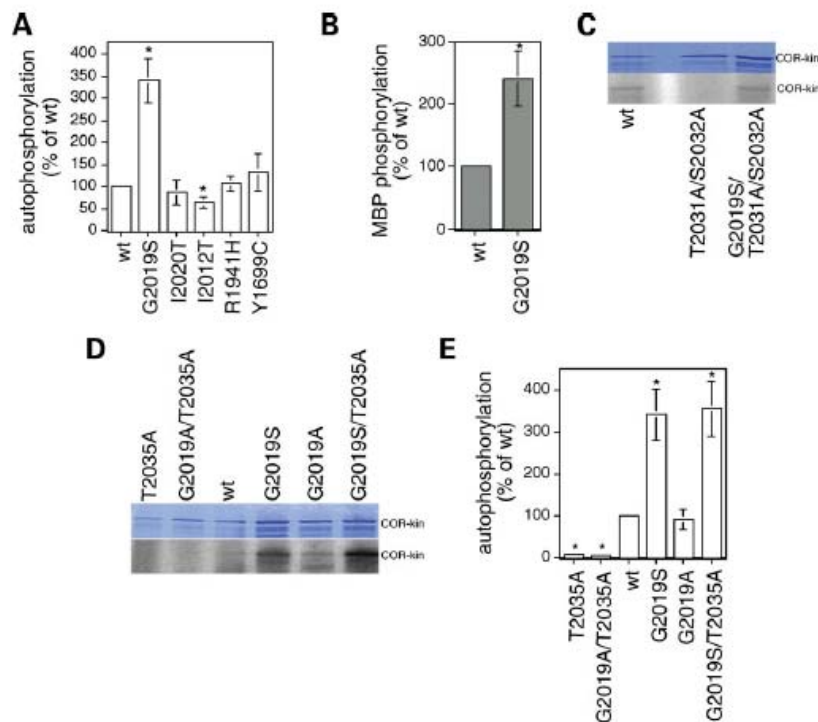 A
autophosphorylation
(% of wt)
400
350
300
250
200
150
100
50
0
*
*
wt
G2019S
I2020T
I2012T
R1941H
Y1699C
B
MBP phosphorylation
(% of wt)
300
200
100
0
*
wt
G2019S
C
COR-kin
COR-kin
wt
T2031A/S2032A
G2019S/
T2031A/S2032A
D
T2035A
G2019A/T2035A
wt
G2019S
G2019A
G2019S/T2035A
COR-kin
COR-kin
E
autophosphorylation
(% of wt)
400
300
200
100
0
*
*
*
*
T2035A
G2019A/T2035A
wt
G2019S
G2019A
G2019S/T2035A